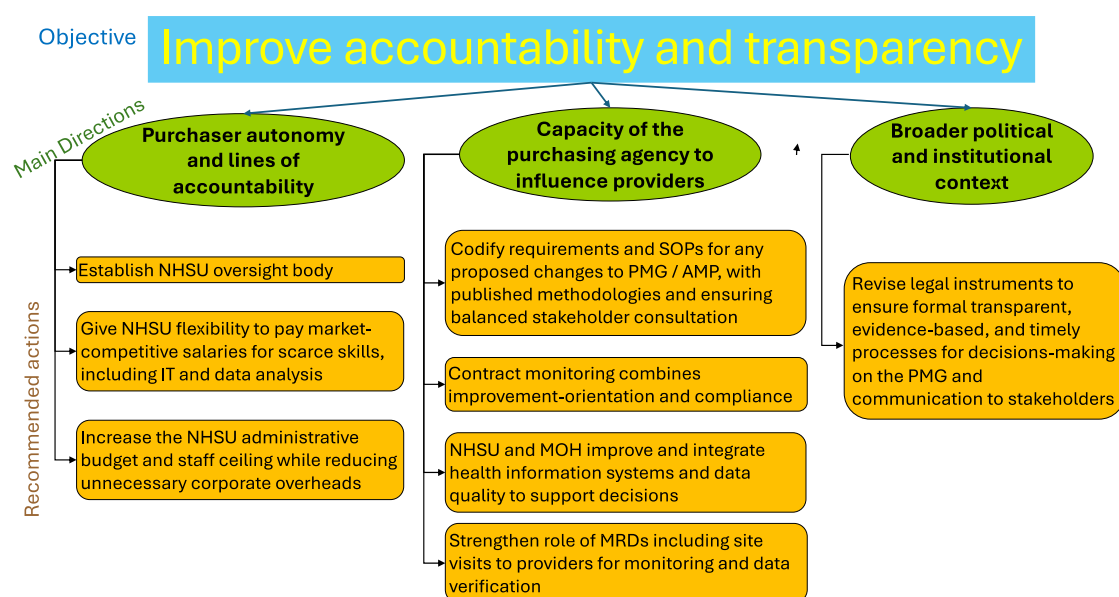 Objective
Improve accountability and transparency
Main Directions
Purchaser autonomy
and lines of
accountability
Capacity of the
purchasing agency to
influence providers
Broader political
and institutional
context
Recommended actions
Establish NHSU oversight body
Give NHSU flexibility to pay market-
competitive salaries for scarce skills,
including IT and data analysis
Increase the NHSU administrative
budget and staff ceiling while reducing
unnecessary corporate overheads
Codify requirements and SOPs for any
proposed changes to PMG / AMP, with
published methodologies and ensuring
balanced stakeholder consultation
Contract monitoring combines
improvement-orientation and compliance
NHSU and MOH improve and integrate
health information systems and data
quality to support decisions
Strengthen role of MRDs including site
visits to providers for monitoring and data
verification
Revise legal instruments to
ensure formal transparent,
evidence-based, and timely
processes for decisions-making
on the PMG and
communication to stakeholders